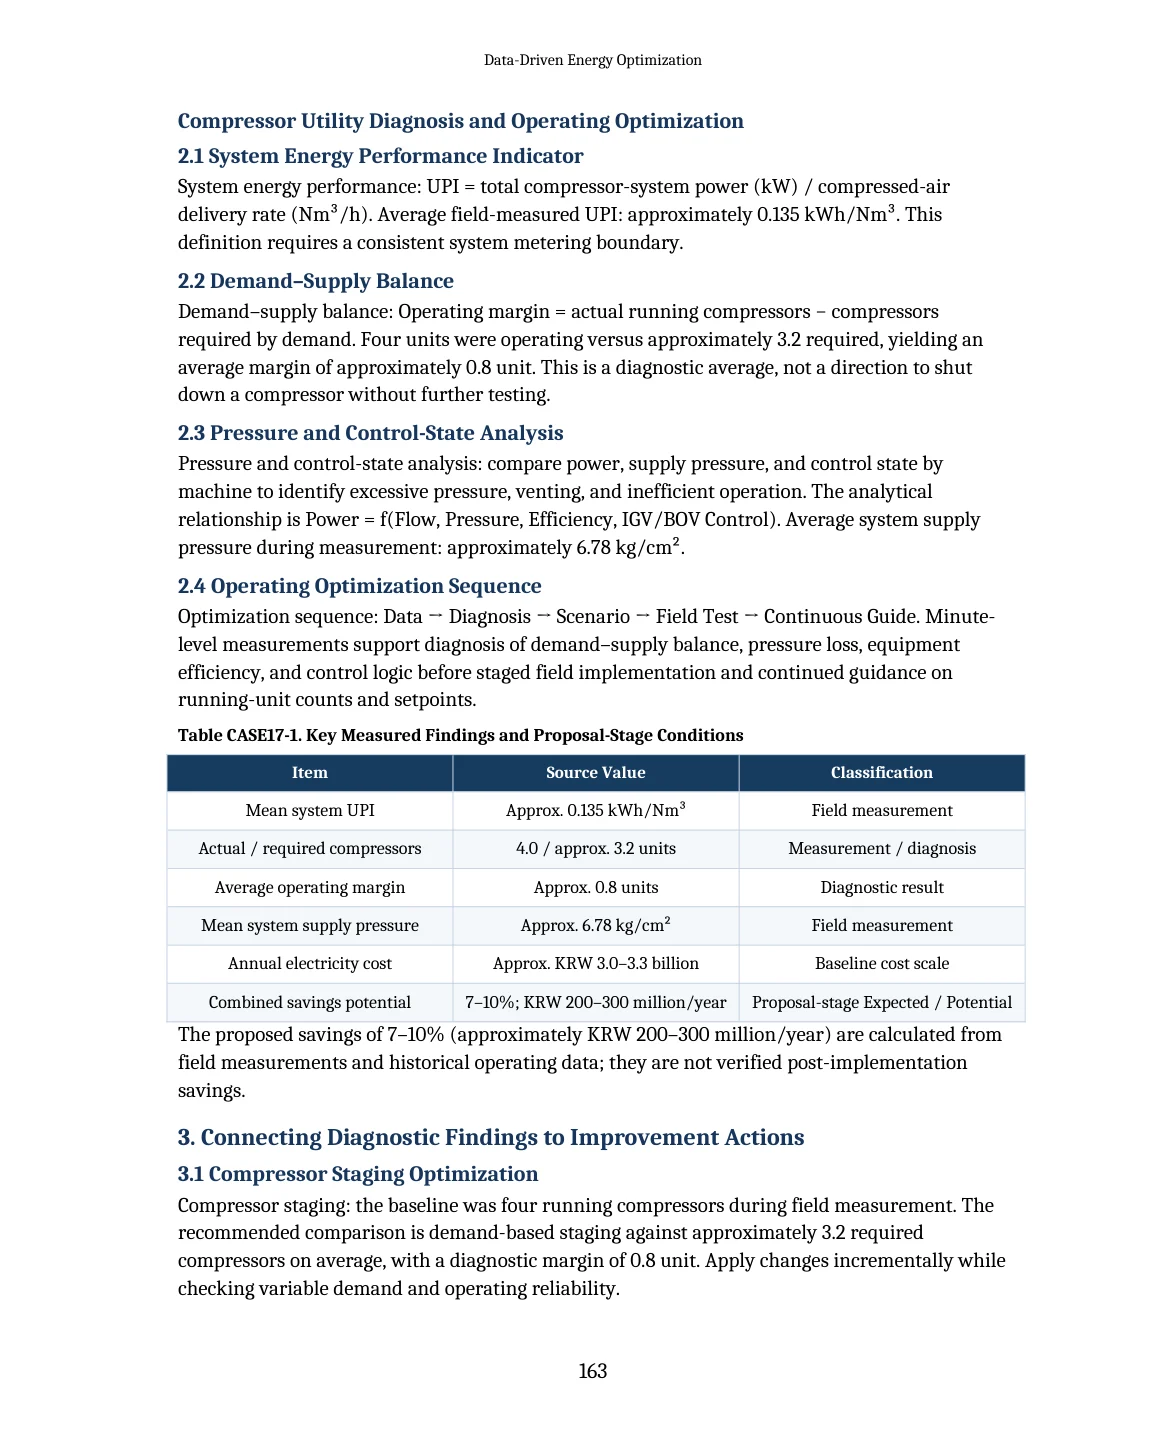 Data-Driven Energy Optimization
Compressor Utility Diagnosis and Operating Optimization
2.1 System Energy Performance Indicator
System energy performance: UPI = total compressor-system power (kW) / compressed-air
delivery rate (Nm³/h). Average field-measured UPI: approximately 0.135 kWh/Nm³. This
definition requires a consistent system metering boundary.
2.2 Demand–Supply Balance
Demand–supply balance: Operating margin = actual running compressors − compressors
required by demand. Four units were operating versus approximately 3.2 required, yielding an
average margin of approximately 0.8 unit. This is a diagnostic average, not a direction to shut
down a compressor without further testing.
2.3 Pressure and Control-State Analysis
Pressure and control-state analysis: compare power, supply pressure, and control state by
machine to identify excessive pressure, venting, and inefficient operation. The analytical
relationship is Power = f(Flow, Pressure, Efficiency, IGV/BOV Control). Average system supply
pressure during measurement: approximately 6.78 kg/cm².
2.4 Operating Optimization Sequence
Optimization sequence: Data → Diagnosis → Scenario → Field Test → Continuous Guide. Minute-
level measurements support diagnosis of demand–supply balance, pressure loss, equipment
efficiency, and control logic before staged field implementation and continued guidance on
running-unit counts and setpoints.
Table CASE17-1. Key Measured Findings and Proposal-Stage Conditions
Item Source Value Classification
Mean system UPI Approx. 0.135 kWh/Nm³ Field measurement
Actual / required compressors 4.0 / approx. 3.2 units Measurement / diagnosis
Average operating margin Approx. 0.8 units Diagnostic result
Mean system supply pressure Approx. 6.78 kg/cm² Field measurement
Annual electricity cost Approx. KRW 3.0–3.3 billion Baseline cost scale
Combined savings potential 7–10%; KRW 200–300 million/year Proposal-stage Expected / Potential
The proposed savings of 7–10% (approximately KRW 200–300 million/year) are calculated from
field measurements and historical operating data; they are not verified post-implementation
savings.
3. Connecting Diagnostic Findings to Improvement Actions
3.1 Compressor Staging Optimization
Compressor staging: the baseline was four running compressors during field measurement. The
recommended comparison is demand-based staging against approximately 3.2 required
compressors on average, with a diagnostic margin of 0.8 unit. Apply changes incrementally while
checking variable demand and operating reliability.
163